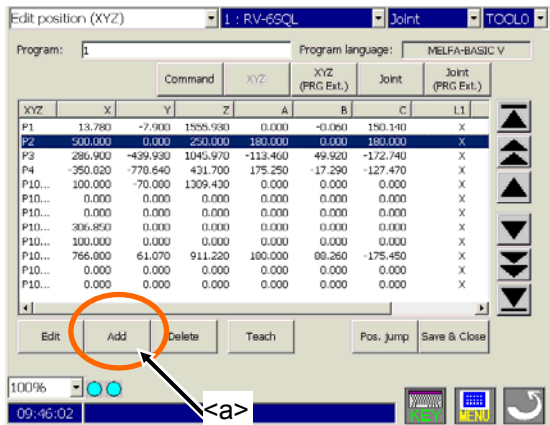 Edit position (XYZ) 1 : RV-6SQL Joint TOOL0
Program: 1 Program language: MELFA-BASIC V
Command XYZ XYZ (PRG Ext.) Joint Joint (PRG Ext.)
XYZ X Y Z A B C L1
P1 13.780 -7.900 1555.930 0.000 -0.060 150.140 X
P2 500.000 0.000 250.000 180.000 0.000 180.000 X
P3 286.900 -439.930 1045.970 -113.460 49.920 -172.740 X
P4 -350.820 -778.640 431.700 175.250 -17.290 -127.470 X
P10... 100.000 -70.080 1309.430 0.000 0.000 0.000 X
P10... 0.000 0.000 0.000 0.000 0.000 0.000 X
P10... 306.850 0.000 0.000 0.000 0.000 0.000 X
P10... 100.000 0.000 0.000 0.000 0.000 0.000 X
P10... 766.800 61.070 911.220 180.000 88.260 -175.450 X
P10... 0.000 0.000 0.000 0.000 0.000 0.000 X
P10... 0.000 0.000 0.000 0.000 0.000 0.000 X
Edit Add Delete Teach Pos. jump Save & Close
100%
<a>
09:46:02 KEY MENU